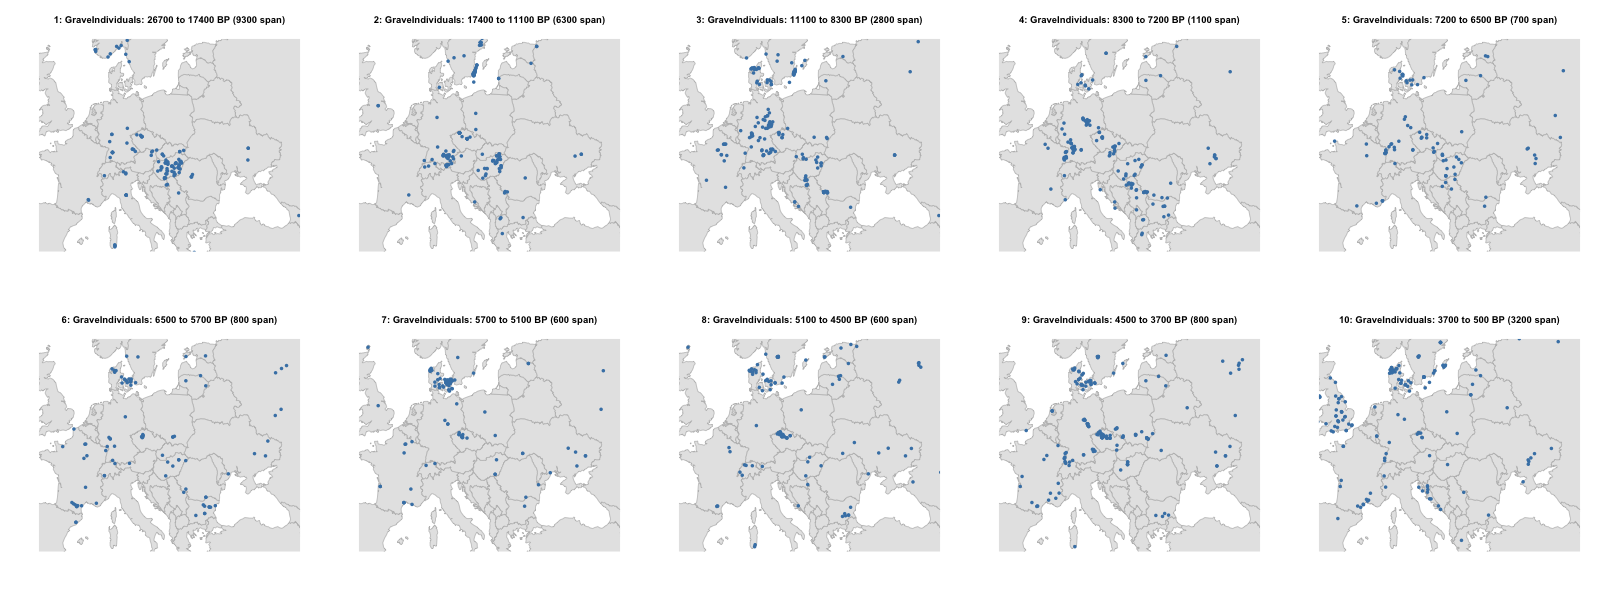 1: GraveIndividuals: 26700 to 17400 BP (9300 span)
2: GraveIndividuals: 17400 to 11100 BP (6300 span)
3: GraveIndividuals: 11100 to 8300 BP (2800 span)
4: GraveIndividuals: 8300 to 7200 BP (1100 span)
5: GraveIndividuals: 7200 to 6500 BP (700 span)
6: GraveIndividuals: 6500 to 5700 BP (800 span)
7: GraveIndividuals: 5700 to 5100 BP (600 span)
8: GraveIndividuals: 5100 to 4500 BP (600 span)
9: GraveIndividuals: 4500 to 3700 BP (800 span)
10: GraveIndividuals: 3700 to 500 BP (3200 span)